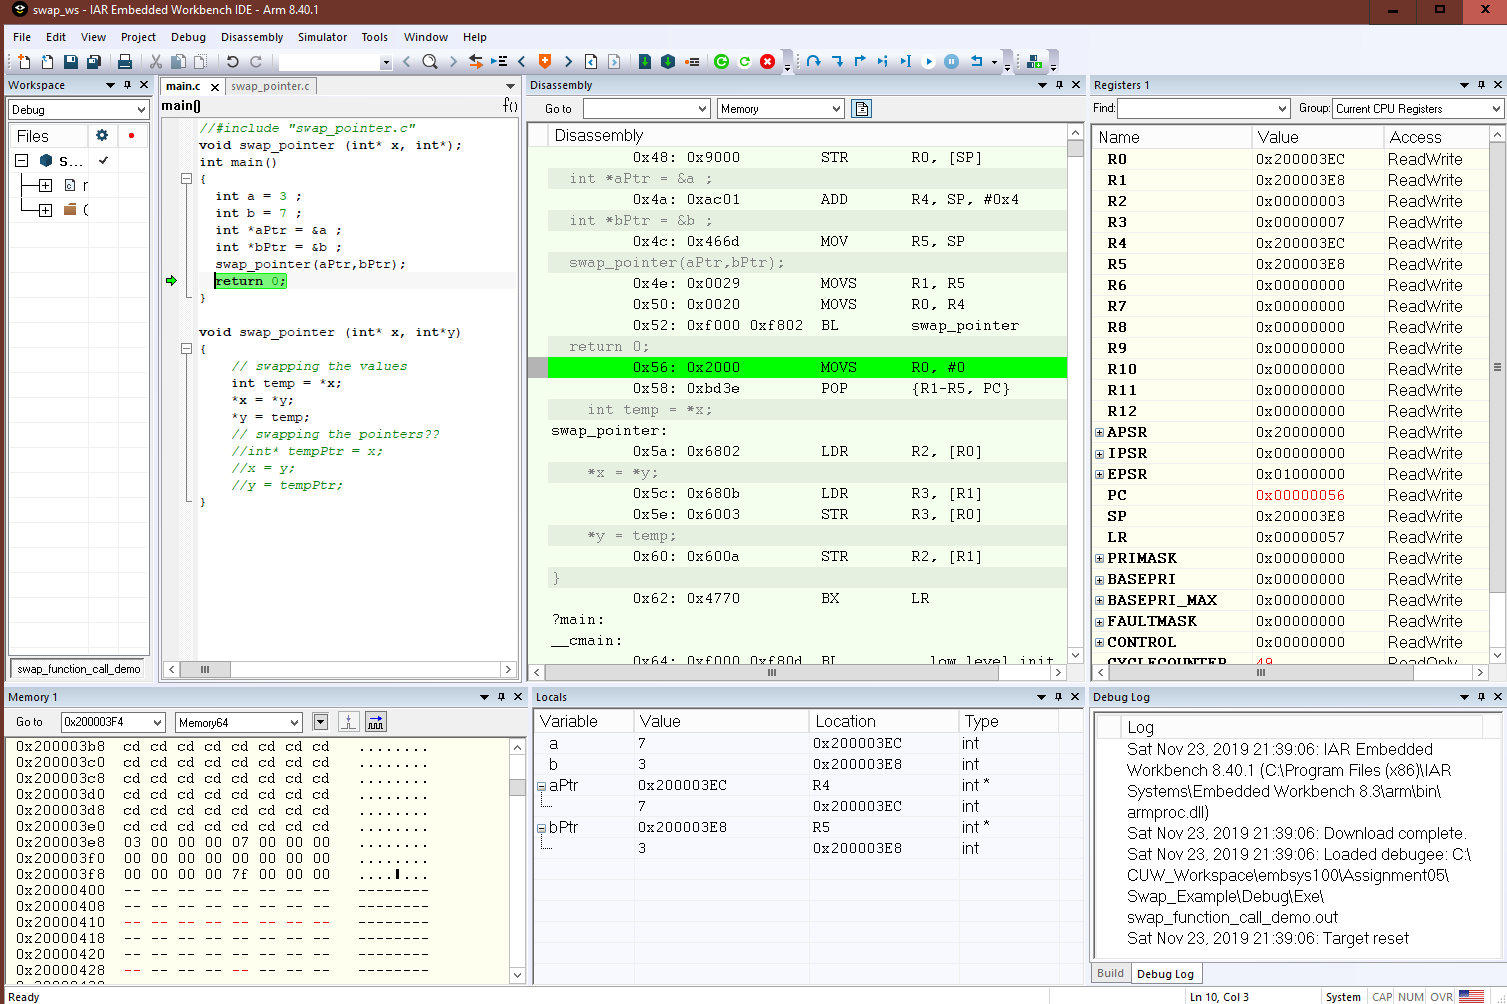 swap_ws - IAR Embedded Workbench IDE - Arm 8.40.1
File Edit View Project Debug Disassembly Simulator Tools Window Help
Workspace
Debug
Files
S...
swap_function_call_demo
main.c swap_pointer.c
main() f()
//#include "swap_pointer.c"
void swap_pointer (int* x, int*);
int main()
{
int a = 3 ;
int b = 7 ;
int *aPtr = &a ;
int *bPtr = &b ;
swap_pointer(aPtr,bPtr);
return 0;
}
void swap_pointer (int* x, int*y)
{
// swapping the values
int temp = *x;
*x = *y;
*y = temp;
// swapping the pointers??
//int* tempPtr = x;
//x = y;
//y = tempPtr;
}
Disassembly
Go to Memory
Disassembly
0x48: 0x9000 STR R0, [SP]
int *aPtr = &a ;
0x4a: 0xac01 ADD R4, SP, #0x4
int *bPtr = &b ;
0x4c: 0x466d MOV R5, SP
swap_pointer(aPtr,bPtr);
0x4e: 0x0029 MOVS R1, R5
0x50: 0x0020 MOVS R0, R4
0x52: 0xf000 0xf802 BL swap_pointer
return 0;
0x56: 0x2000 MOVS R0, #0
0x58: 0xbd3e POP {R1-R5, PC}
int temp = *x;
swap_pointer:
0x5a: 0x6802 LDR R2, [R0]
*x = *y;
0x5c: 0x680b LDR R3, [R1]
0x5e: 0x6003 STR R3, [R0]
*y = temp;
0x60: 0x600a STR R2, [R1]
}
0x62: 0x4770 BX LR
?main:
__cmain:
0x64: 0xf000 0xf80d BL __low_level_init
Registers 1
Find: Group: Current CPU Registers
Name Value Access
R0 0x200003EC ReadWrite
R1 0x200003E8 ReadWrite
R2 0x00000003 ReadWrite
R3 0x00000007 ReadWrite
R4 0x200003EC ReadWrite
R5 0x200003E8 ReadWrite
R6 0x00000000 ReadWrite
R7 0x00000000 ReadWrite
R8 0x00000000 ReadWrite
R9 0x00000000 ReadWrite
R10 0x00000000 ReadWrite
R11 0x00000000 ReadWrite
R12 0x00000000 ReadWrite
APSR 0x20000000 ReadWrite
IPSR 0x00000000 ReadWrite
EPSR 0x01000000 ReadWrite
PC 0x00000056 ReadWrite
SP 0x200003E8 ReadWrite
LR 0x00000057 ReadWrite
PRIMASK 0x00000000 ReadWrite
BASEPRI 0x00000000 ReadWrite
BASEPRI_MAX 0x00000000 ReadWrite
FAULTMASK 0x00000000 ReadWrite
CONTROL 0x00000000 ReadWrite
CYCLECOUNTER 49 ReadOnly
Memory 1
Go to 0x200003F4 Memory64
0x200003b8 cd cd cd cd cd cd cd cd ........
0x200003c0 cd cd cd cd cd cd cd cd ........
0x200003c8 cd cd cd cd cd cd cd cd ........
0x200003d0 cd cd cd cd cd cd cd cd ........
0x200003d8 cd cd cd cd cd cd cd cd ........
0x200003e0 cd cd cd cd cd cd cd cd ........
0x200003e8 03 00 00 00 07 00 00 00 ........
0x200003f0 00 00 00 00 00 00 00 00 ........
0x200003f8 00 00 00 00 7f 00 00 00 ........
0x20000400 -- -- -- -- -- -- -- -- --------
0x20000408 -- -- -- -- -- -- -- -- --------
0x20000410 -- -- -- -- -- -- -- -- --------
0x20000418 -- -- -- -- -- -- -- -- --------
0x20000420 -- -- -- -- -- -- -- -- --------
0x20000428 -- -- -- -- -- -- -- -- --------
Locals
Variable Value Location Type
a 7 0x200003EC int
b 3 0x200003E8 int
aPtr 0x200003EC R4 int *
7 0x200003EC int
bPtr 0x200003E8 R5 int *
3 0x200003E8 int
Debug Log
Log
Sat Nov 23, 2019 21:39:06: IAR Embedded
Workbench 8.40.1 (C:\Program Files (x86)\IAR
Systems\Embedded Workbench 8.3\arm\bin\
armproc.dll)
Sat Nov 23, 2019 21:39:06: Download complete.
Sat Nov 23, 2019 21:39:06: Loaded debugee: C:\
CUW_Workspace\embsys100\Assignment05\
Swap_Example\Debug\Exe\
swap_function_call_demo.out
Sat Nov 23, 2019 21:39:06: Target reset
Build Debug Log
Ready Ln 10, Col 3 System CAP NUM OVR